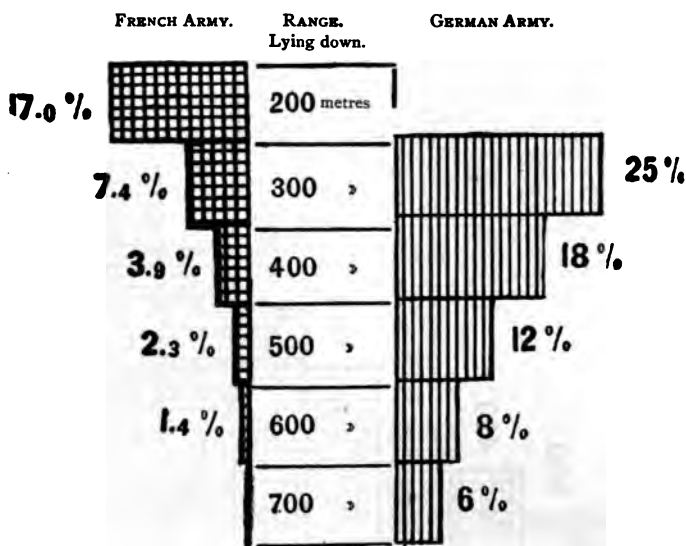 FRENCH ARMY. RANGE. GERMAN ARMY.
Lying down.
17.0 % 200 metres
7.4 % 300 » 25 %
3.9 % 400 » 18 %
2.3 % 500 » 12 %
1.4 % 600 » 8 %
700 » 6 %